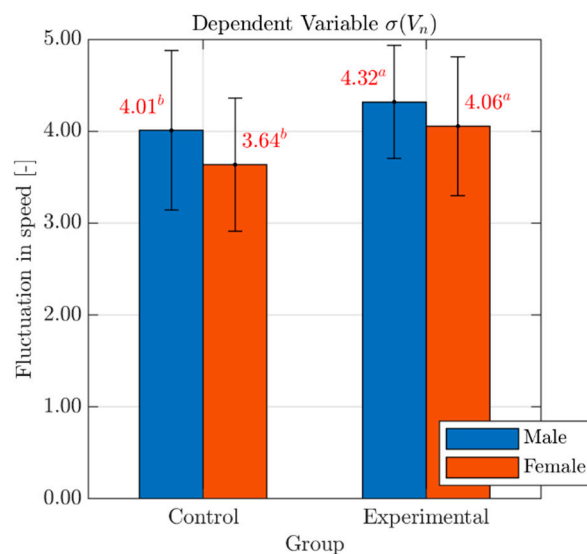 Dependent Variable σ(Vₙ)
5.00
4.00
3.00
2.00
1.00
0.00
Fluctuation in speed [-]
4.01ᵇ
3.64ᵇ
4.32ᵃ
4.06ᵃ
Male
Female
Control
Experimental
Group